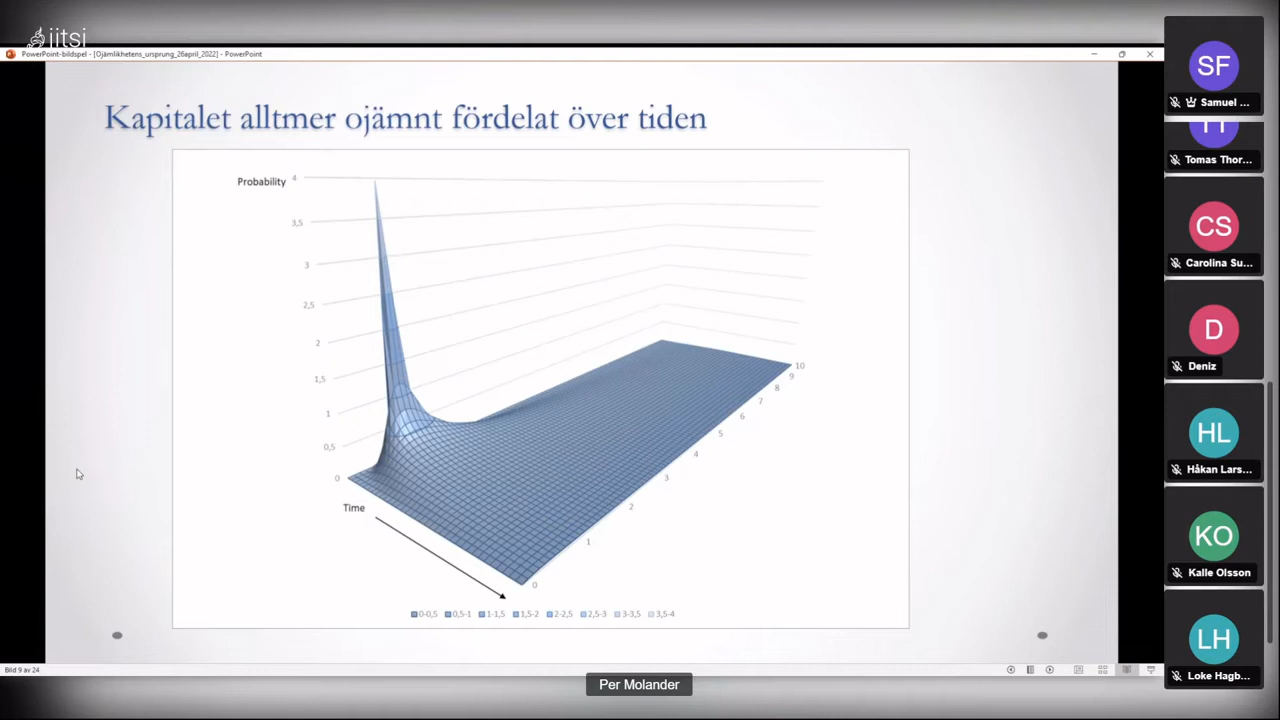 iitsi
PowerPoint-bildspel - [Ojämlikhetens_ursprung_26april_2022] - PowerPoint
Kapitalet alltmer ojämnt fördelat över tiden
Probability
4
3,5
3
2,5
2
1,5
1
0,5
0
Time
0
1
2
3
4
5
6
7
8
9
10
0-0,5 0,5-1 1-1,5 1,5-2 2-2,5 2,5-3 3-3,5 3,5-4
Bild 9 av 24
Per Molander
SF
Samuel ...
Tomas Thor...
CS
Carolina Su...
D
Deniz
HL
Håkan Lars...
KO
Kalle Olsson
LH
Loke Hagb...